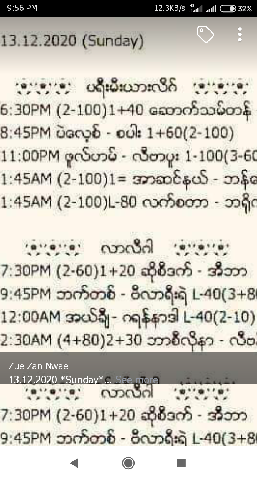 9:56 PM 12.3KB/s 32%
13.12.2020 (Sunday)
ပရီးမီးယားလိဂ်
6:30PM (2-100)1+40 ဆောက်သမ်တန်
8:45PM ပဲလေ့စ် - စပါး 1+60(2-100)
11:00PM ဖူလ်ဟမ် - လီဗာပူး 1-100(3-60
1:45AM (2-100)1= အာဆင်နယ် - ဘန်
1:45AM (2-100)L-80 လက်စတာ - ဘရိုက်
လာလီဂါ
7:30PM (2-60)1+20 ဆိုစီဒက် - အီဘာ
9:45PM ဘက်တစ် - ဗီလာရီးရဲ L-40(3+80
12:00AM အယ်ချီ - ဂရန်နာဒါ L-40(2-10)
2:30AM (4+80)2+30 ဘာစီလိုနာ - လီဗ
Zue Zan Nwae
13.12.2020 *Sunday*... See more
လာလီဂါ
7:30PM (2-60)1+20 ဆိုစီဒက် - အီဘာ
9:45PM ဘက်တစ် - ဗီလာရီးရဲ L-40(3+80